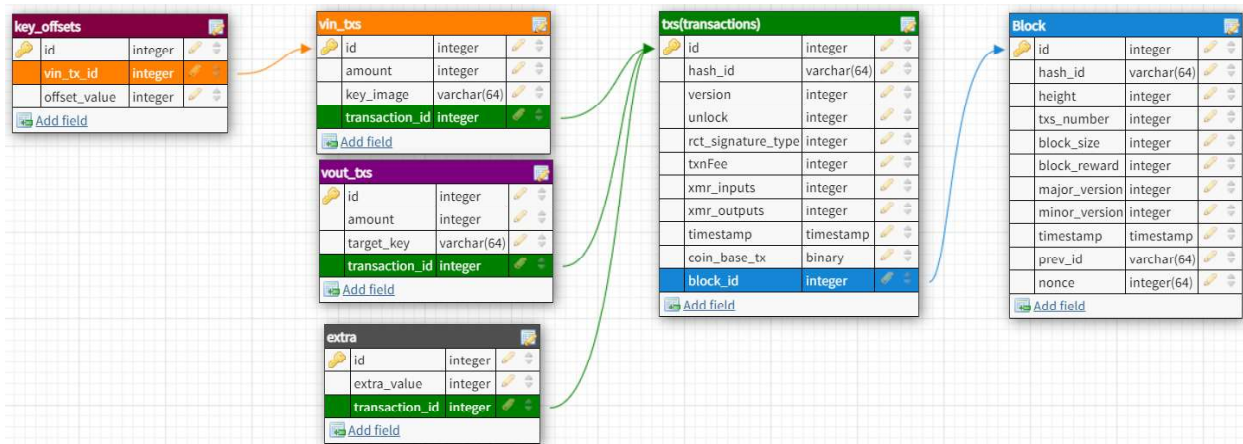 key_offsets
id integer
vin_tx_id integer
offset_value integer
Add field
vin_txs
id integer
amount integer
key_image varchar(64)
transaction_id integer
Add field
vout_txs
id integer
amount integer
target_key varchar(64)
transaction_id integer
Add field
extra
id integer
extra_value integer
transaction_id integer
Add field
txs(transactions)
id integer
hash_id varchar(64)
version integer
unlock integer
rct_signature_type integer
txnFee integer
xmr_inputs integer
xmr_outputs integer
timestamp timestamp
coin_base_tx binary
block_id integer
Add field
Block
id integer
hash_id varchar(64)
height integer
txs_number integer
block_size integer
block_reward integer
major_version integer
minor_version integer
timestamp timestamp
prev_id varchar(64)
nonce integer(64)
Add field